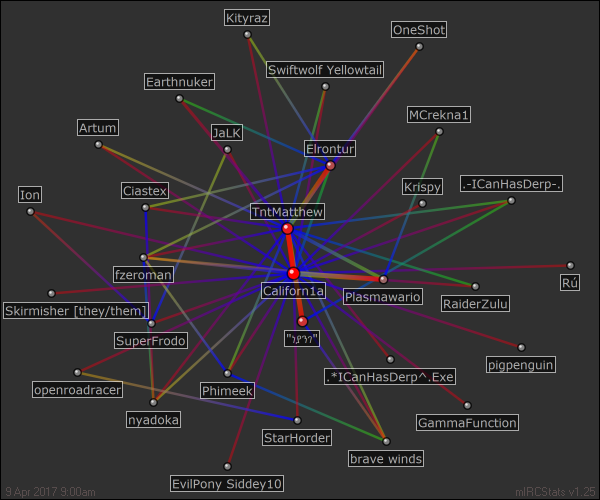 Kityraz
OneShot
Swiftwolf Yellowtail
Earthnuker
MCrekna1
Artum
JaLK
Elrontur
Ion
Ciastex
Krispy
.-ICanHasDerp-.
TntMatthew
fzeroman
Rú
Californ1a
Plasmawario
RaiderZulu
Skirmisher [they/them]
SuperFrodo
pigpenguin
.*ICanHasDerp^.Exe
openroadracer
Phimeek
nyadoka
GammaFunction
StarHorder
brave winds
EvilPony Siddey10
9 Apr 2017 9:00am
mIRCStats v1.25